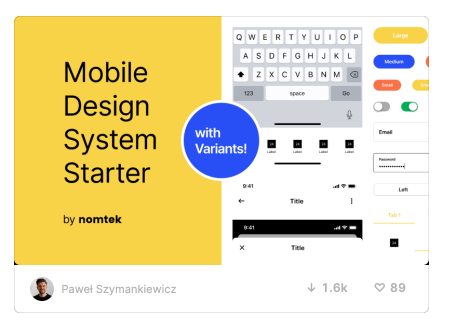 Mobile
Design
System
Starter
by nomtek
with
Variants!
Q W E R T Y U I O P
A S D F G H J K L
Z X C V B N M
123 space Go
Label Label Label Label
9:41
Title
9:41
Title
Large
Medium
Small
Email
Password
Left
Tab 1
Paweł Szymankiewicz
1.6k
89